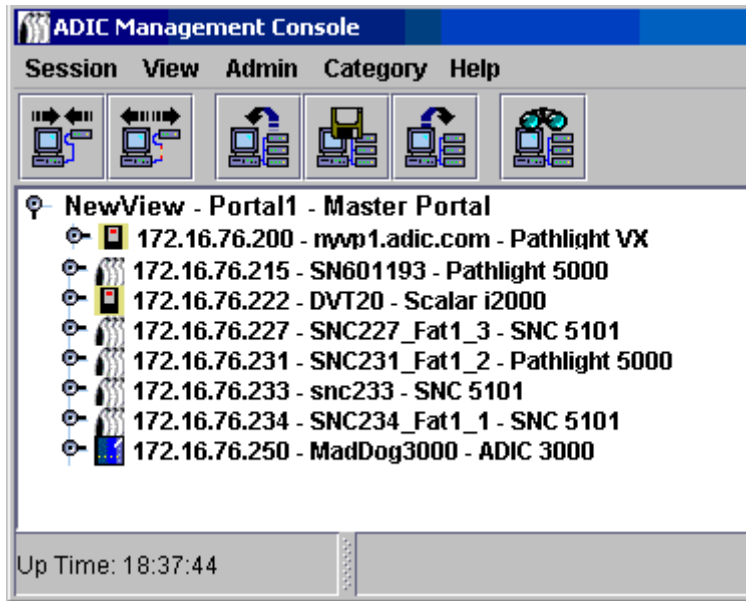 ADIC Management Console
Session View Admin Category Help
NewView - Portal1 - Master Portal
172.16.76.200 - nyvp1.adic.com - Pathlight VX
172.16.76.215 - SN601193 - Pathlight 5000
172.16.76.222 - DVT20 - Scalar i2000
172.16.76.227 - SNC227_Fat1_3 - SNC 5101
172.16.76.231 - SNC231_Fat1_2 - Pathlight 5000
172.16.76.233 - snc233 - SNC 5101
172.16.76.234 - SNC234_Fat1_1 - SNC 5101
172.16.76.250 - MadDog3000 - ADIC 3000
Up Time: 18:37:44